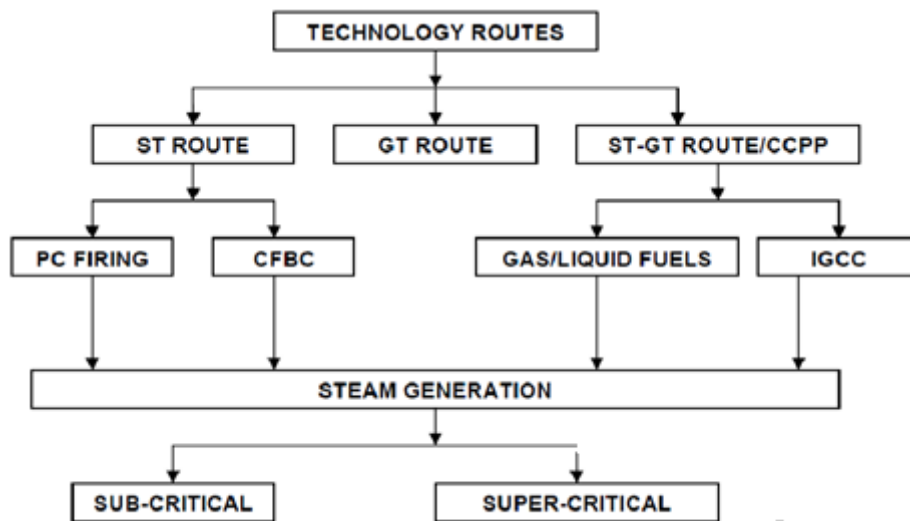 TECHNOLOGY ROUTES
ST ROUTE
GT ROUTE
ST-GT ROUTE/CCPP
PC FIRING
CFBC
GAS/LIQUID FUELS
IGCC
STEAM GENERATION
SUB-CRITICAL
SUPER-CRITICAL